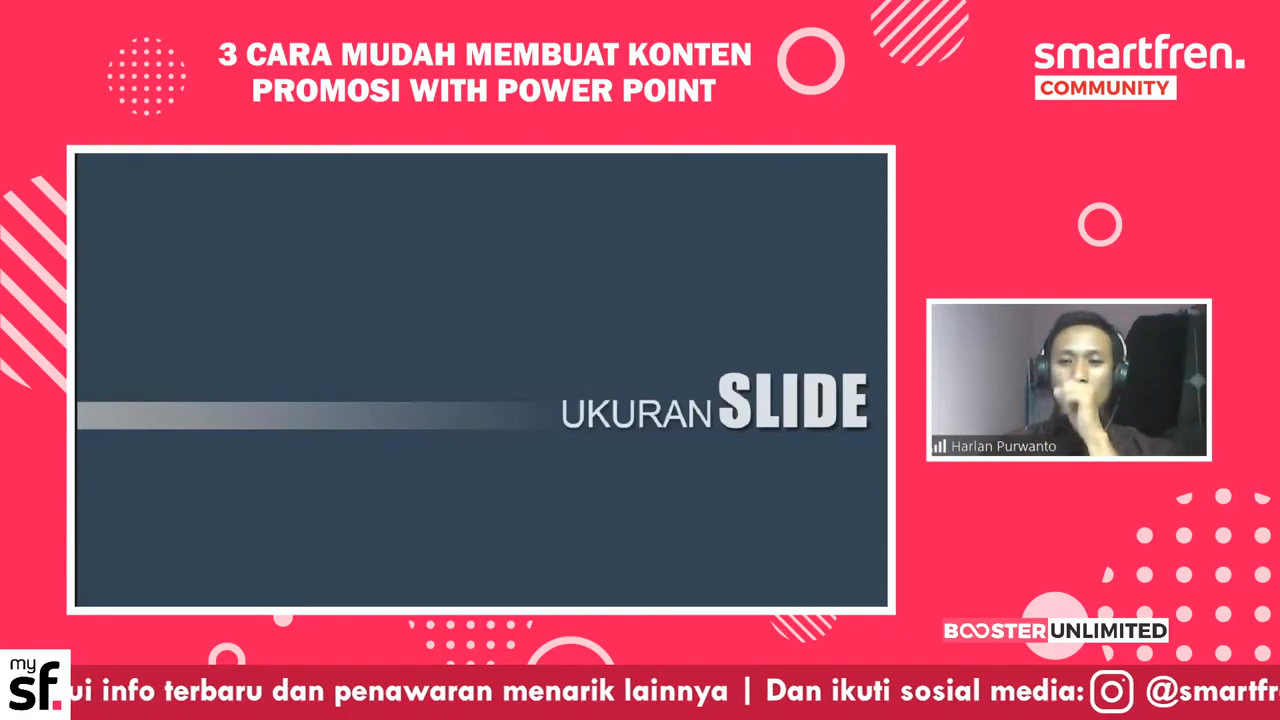 3 CARA MUDAH MEMBUAT KONTEN
PROMOSI WITH POWER POINT
smartfren.
COMMUNITY
UKURAN SLIDE
Harlan Purwanto
BOOSTER UNLIMITED
my
sf.
ui info terbaru dan penawaran menarik lainnya | Dan ikuti sosial media: @smartfre